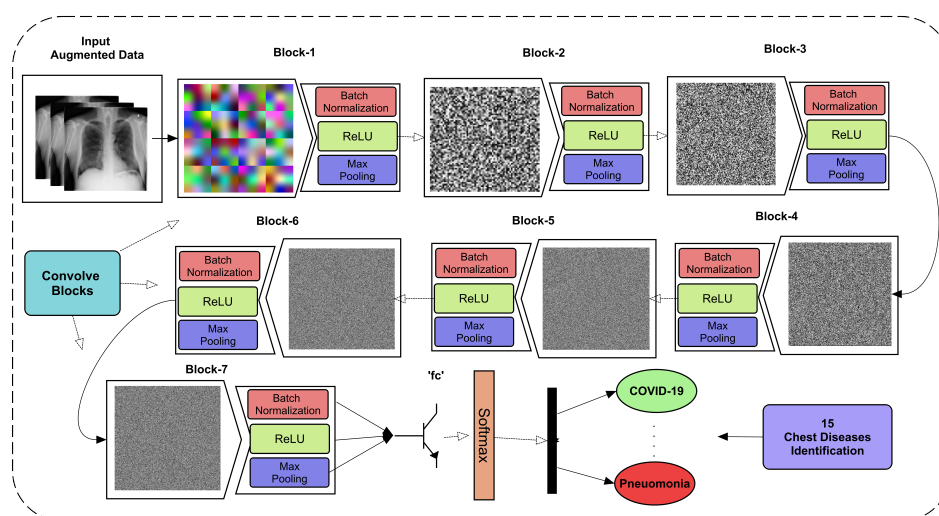 Input
Augmented Data
Block-1
Batch
Normalization
ReLU
Max
Pooling
Block-2
Batch
Normalization
ReLU
Max
Pooling
Block-3
Batch
Normalization
ReLU
Max
Pooling
Block-4
Batch
Normalization
ReLU
Max
Pooling
Block-5
Batch
Normalization
ReLU
Max
Pooling
Block-6
Batch
Normalization
ReLU
Max
Pooling
Convolve
Blocks
Block-7
Batch
Normalization
ReLU
Max
Pooling
'fc'
Softmax
COVID-19
Pneuomonia
15
Chest Diseases
Identification